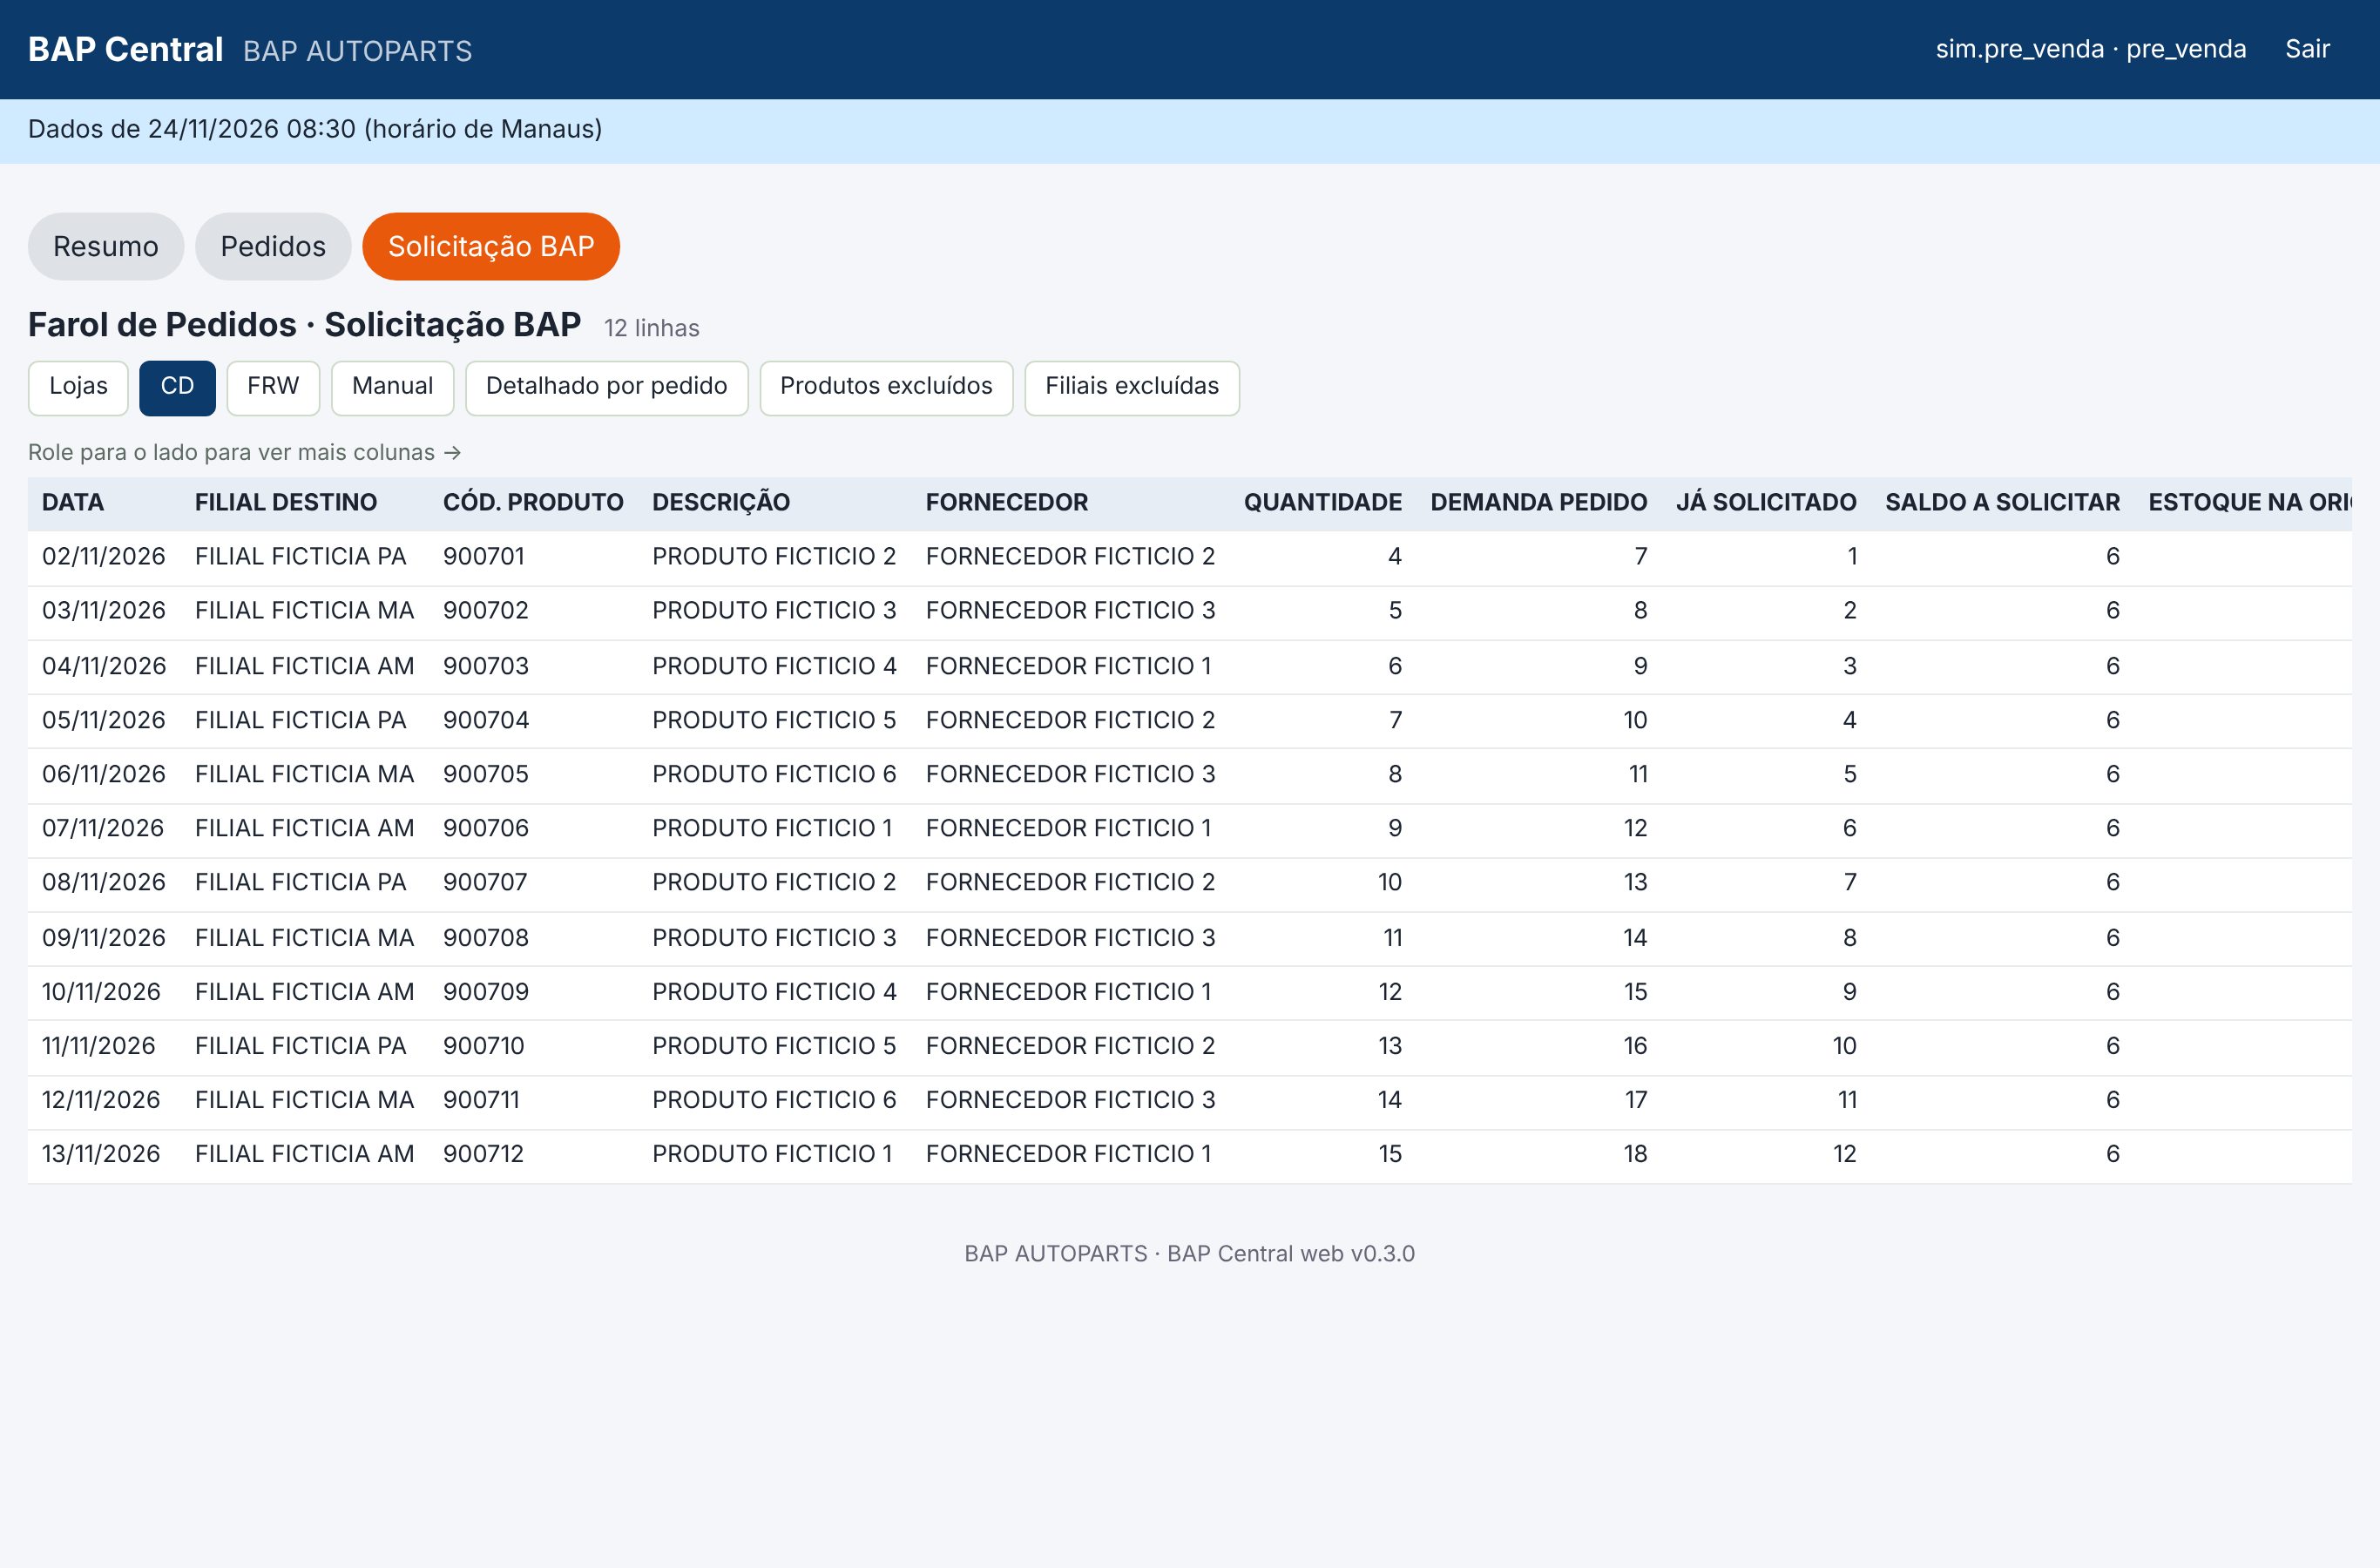 BAP Central BAP AUTOPARTS sim.pre_venda · pre_venda Sair
Dados de 24/11/2026 08:30 (horário de Manaus)
Resumo Pedidos Solicitação BAP
Farol de Pedidos · Solicitação BAP 12 linhas
Lojas CD FRW Manual Detalhado por pedido Produtos excluídos Filiais excluídas
Role para o lado para ver mais colunas →
DATA FILIAL DESTINO CÓD. PRODUTO DESCRIÇÃO FORNECEDOR QUANTIDADE DEMANDA PEDIDO JÁ SOLICITADO SALDO A SOLICITAR ESTOQUE NA
02/11/2026 FILIAL FICTICIA PA 900701 PRODUTO FICTICIO 2 FORNECEDOR FICTICIO 2 4 7 1 6
03/11/2026 FILIAL FICTICIA MA 900702 PRODUTO FICTICIO 3 FORNECEDOR FICTICIO 3 5 8 2 6
04/11/2026 FILIAL FICTICIA AM 900703 PRODUTO FICTICIO 4 FORNECEDOR FICTICIO 1 6 9 3 6
05/11/2026 FILIAL FICTICIA PA 900704 PRODUTO FICTICIO 5 FORNECEDOR FICTICIO 2 7 10 4 6
06/11/2026 FILIAL FICTICIA MA 900705 PRODUTO FICTICIO 6 FORNECEDOR FICTICIO 3 8 11 5 6
07/11/2026 FILIAL FICTICIA AM 900706 PRODUTO FICTICIO 1 FORNECEDOR FICTICIO 1 9 12 6 6
08/11/2026 FILIAL FICTICIA PA 900707 PRODUTO FICTICIO 2 FORNECEDOR FICTICIO 2 10 13 7 6
09/11/2026 FILIAL FICTICIA MA 900708 PRODUTO FICTICIO 3 FORNECEDOR FICTICIO 3 11 14 8 6
10/11/2026 FILIAL FICTICIA AM 900709 PRODUTO FICTICIO 4 FORNECEDOR FICTICIO 1 12 15 9 6
11/11/2026 FILIAL FICTICIA PA 900710 PRODUTO FICTICIO 5 FORNECEDOR FICTICIO 2 13 16 10 6
12/11/2026 FILIAL FICTICIA MA 900711 PRODUTO FICTICIO 6 FORNECEDOR FICTICIO 3 14 17 11 6
13/11/2026 FILIAL FICTICIA AM 900712 PRODUTO FICTICIO 1 FORNECEDOR FICTICIO 1 15 18 12 6
BAP AUTOPARTS · BAP Central web v0.3.0